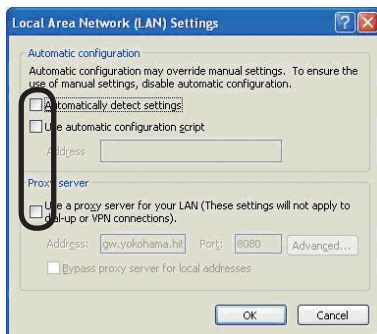 Local Area Network (LAN) Settings
Automatic configuration
Automatic configuration may override manual settings. To ensure the
use of manual settings, disable automatic configuration.
Automatically detect settings
Use automatic configuration script
Address
Proxy server
Use a proxy server for your LAN (These settings will not apply to
dial-up or VPN connections).
Address: gw.yokohama.hit Port: 8080 Advanced...
Bypass proxy server for local addresses
OK Cancel